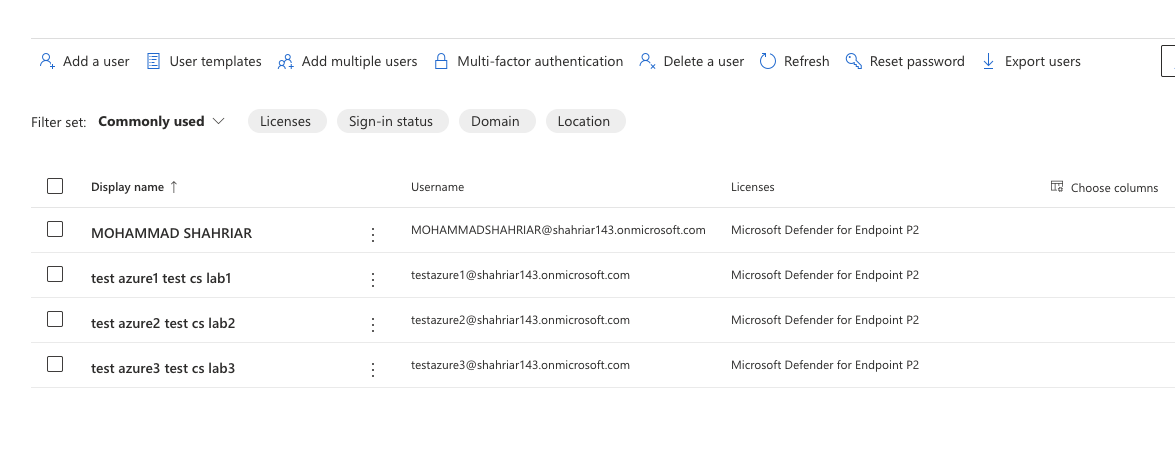 Add a user User templates Add multiple users Multi-factor authentication Delete a user Refresh Reset password Export users
Filter set: Commonly used Licenses Sign-in status Domain Location
Display name ↑ Username Licenses Choose columns
MOHAMMAD SHAHRIAR MOHAMMADSHAHRIAR@shahriar143.onmicrosoft.com Microsoft Defender for Endpoint P2
test azure1 test cs lab1 testazure1@shahriar143.onmicrosoft.com Microsoft Defender for Endpoint P2
test azure2 test cs lab2 testazure2@shahriar143.onmicrosoft.com Microsoft Defender for Endpoint P2
test azure3 test cs lab3 testazure3@shahriar143.onmicrosoft.com Microsoft Defender for Endpoint P2